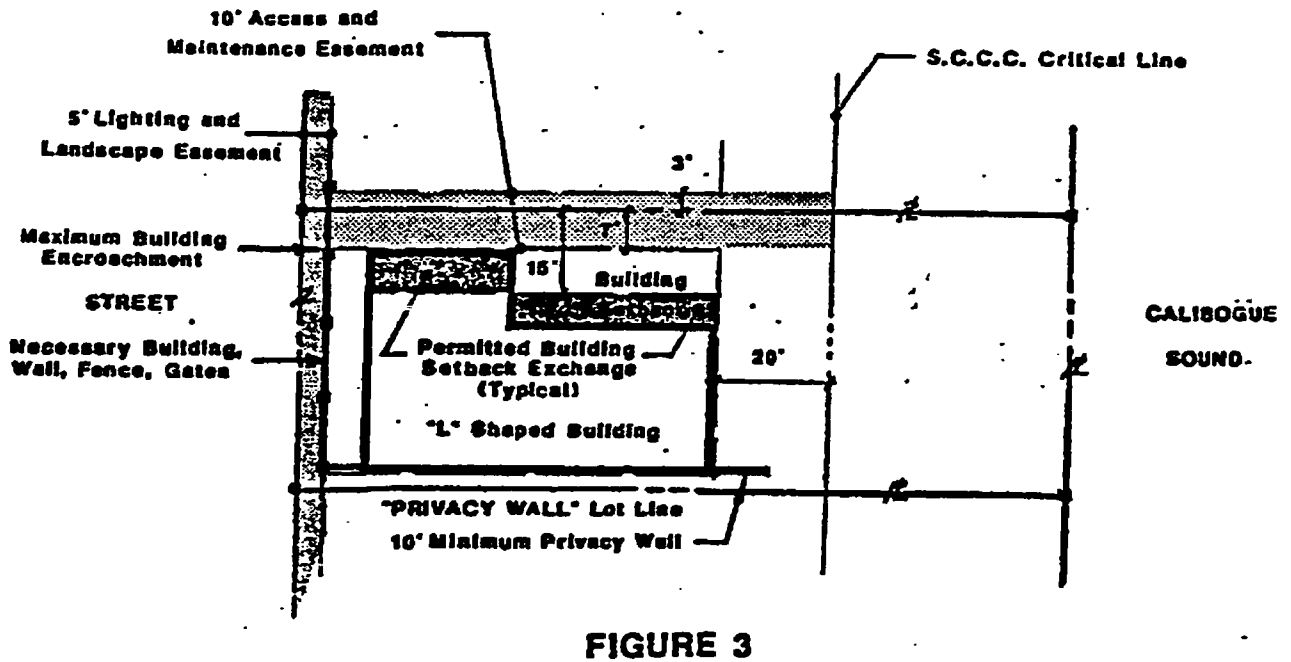 10' Access and
Maintenance Easement
S.C.C.C. Critical Line
5' Lighting and
Landscape Easement
3'
Maximum Building
Encroachment
7'
15'
Building
STREET
CALIBOGUE
SOUND
Necessary Building,
Wall, Fence, Gates
Permitted Building
Setback Exchange
(Typical)
20'
"L" Shaped Building
"PRIVACY WALL" Lot Line
10' Minimum Privacy Wall
FIGURE 3